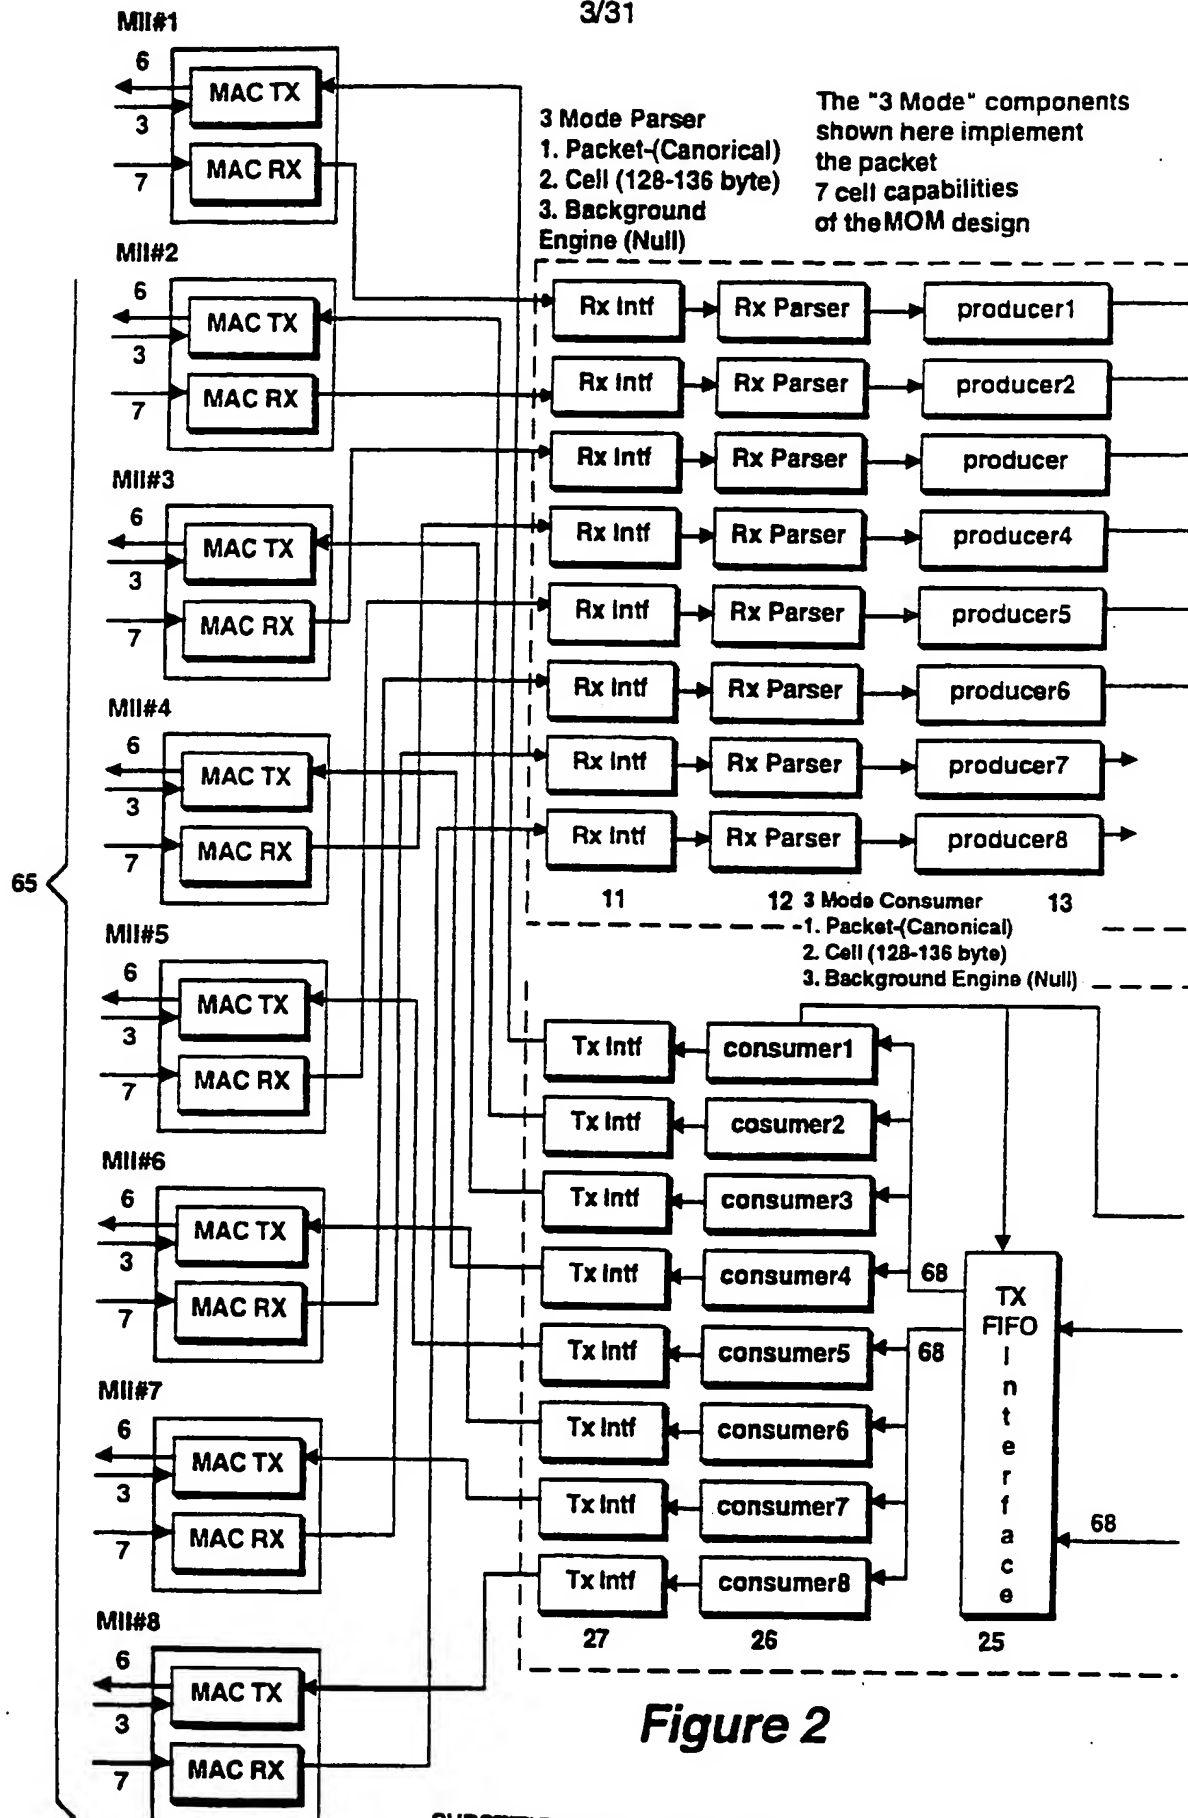 3/31
MII#1
6
MAC TX
3
MAC RX
7
3 Mode Parser
1. Packet-(Canorical)
2. Cell (128-136 byte)
3. Background
Engine (Null)
The "3 Mode" components
shown here implement
the packet
7 cell capabilities
of the MOM design
MII#2
6
MAC TX
3
MAC RX
7
MII#3
6
MAC TX
3
MAC RX
7
MII#4
6
MAC TX
3
MAC RX
7
65
MII#5
6
MAC TX
3
MAC RX
7
MII#6
6
MAC TX
3
MAC RX
7
MII#7
6
MAC TX
3
MAC RX
7
MII#8
6
MAC TX
3
MAC RX
7
Rx Intf Rx Parser producer1
Rx Intf Rx Parser producer2
Rx Intf Rx Parser producer
Rx Intf Rx Parser producer4
Rx Intf Rx Parser producer5
Rx Intf Rx Parser producer6
Rx Intf Rx Parser producer7
Rx Intf Rx Parser producer8
11 12 13
3 Mode Consumer
1. Packet-(Canonical)
2. Cell (128-136 byte)
3. Background Engine (Null)
Tx Intf consumer1
Tx Intf cosumer2
Tx Intf consumer3
Tx Intf consumer4
68
Tx Intf consumer5
68
Tx Intf consumer6
Tx Intf consumer7
Tx Intf consumer8
TX
FIFO
I
n
t
e
r
f
a
c
e
68
27 26 25
Figure 2